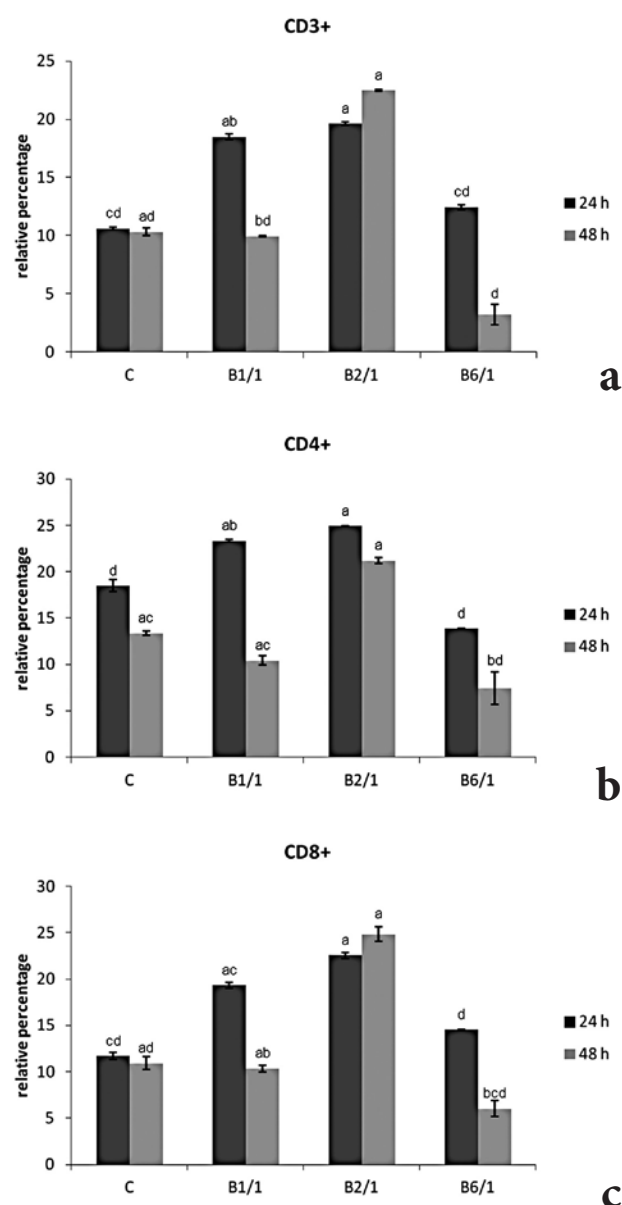 CD3+
relative percentage
25
20
15
10
5
0
cd
ad
ab
bd
a
a
cd
d
C
B1/1
B2/1
B6/1
24 h
48 h
a
CD4+
relative percentage
30
25
20
15
10
5
0
d
ac
ab
ac
a
a
d
bd
C
B1/1
B2/1
B6/1
24 h
48 h
b
CD8+
relative percentage
30
25
20
15
10
5
0
cd
ad
ac
ab
a
a
d
bcd
C
B1/1
B2/1
B6/1
24 h
48 h
c